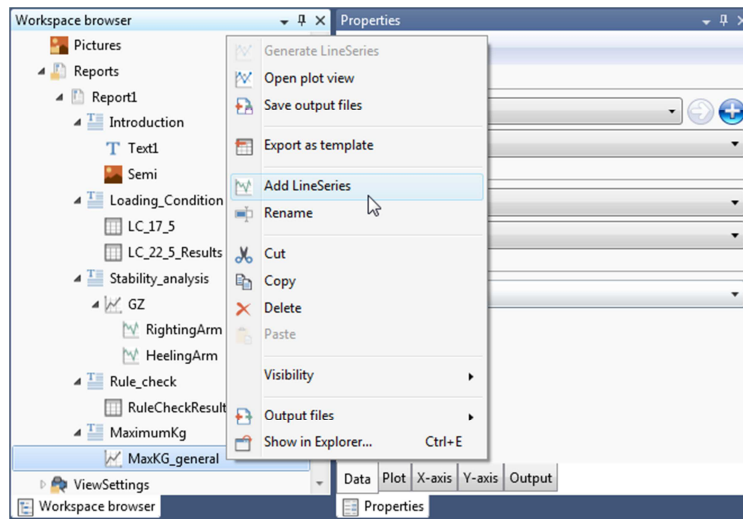 Workspace browser
Pictures
Reports
Report1
Introduction
Text1
Semi
Loading_Condition
LC_17_5
LC_22_5_Results
Stability_analysis
GZ
RightingArm
HeelingArm
Rule_check
RuleCheckResult
MaximumKg
MaxKG_general
ViewSettings
Workspace browser
Generate LineSeries
Open plot view
Save output files
Export as template
Add LineSeries
Rename
Cut
Copy
Delete
Paste
Visibility
Output files
Show in Explorer... Ctrl+E
Properties
Data Plot X-axis Y-axis Output
Properties